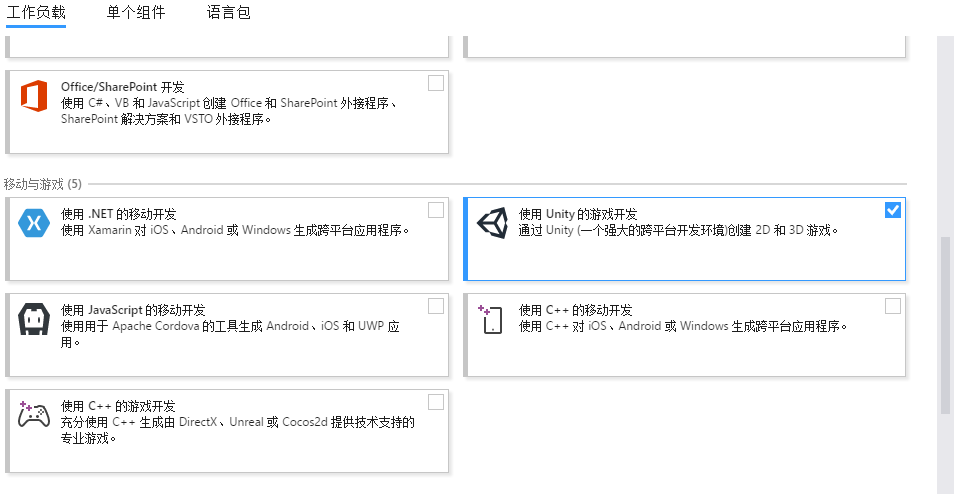 工作负载 单个组件 语言包
Office/SharePoint 开发
使用 C#、VB 和 JavaScript 创建 Office 和 SharePoint 外接程序、
SharePoint 解决方案和 VSTO 外接程序。
移动与游戏 (5)
使用 .NET 的移动开发
使用 Xamarin 对 iOS、Android 或 Windows 生成跨平台应用程序。
使用 Unity 的游戏开发
通过 Unity (一个强大的跨平台开发环境)创建 2D 和 3D 游戏。
使用 JavaScript 的移动开发
使用用于 Apache Cordova 的工具生成 Android、iOS 和 UWP 应
用。
使用 C++ 的移动开发
使用 C++ 对 iOS、Android 或 Windows 生成跨平台应用程序。
使用 C++ 的游戏开发
充分使用 C++ 生成由 DirectX、Unreal 或 Cocos2d 提供技术支持的
专业游戏。